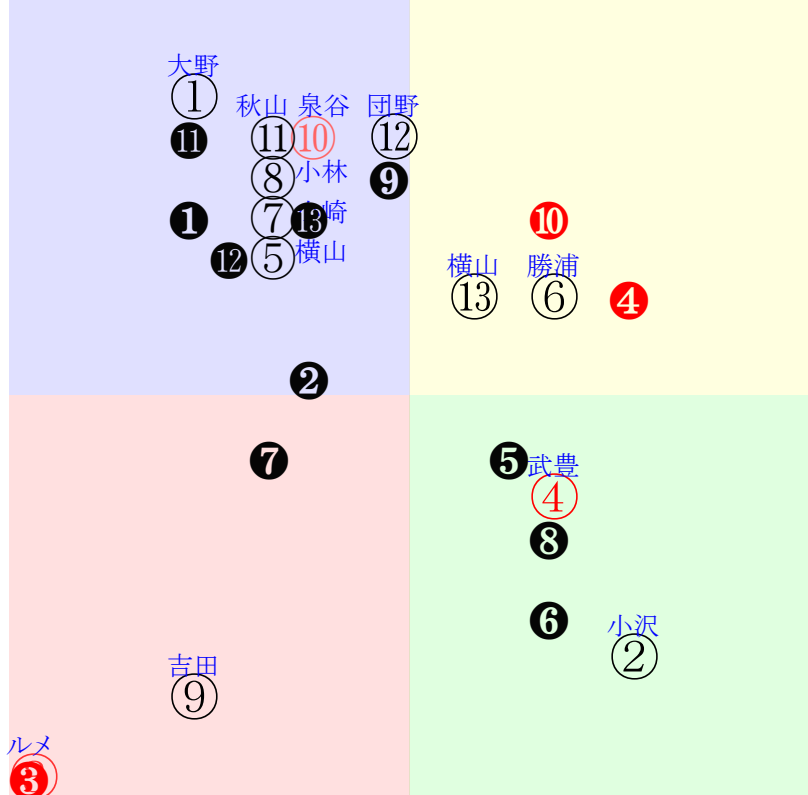 大野
①
秋山 泉谷 団野
⑪ ⑩ ⑫
⓫
⑧ 小林
❾
❶ ⑦ ⓭ 崎
❿
⓬ ⑤ 横山
横山 勝浦
⑬ ⑥ ❹
❷
❼ ❺ 武豊
④
❽
❻ 小沢
②
吉田
⑨
ルメ
❸